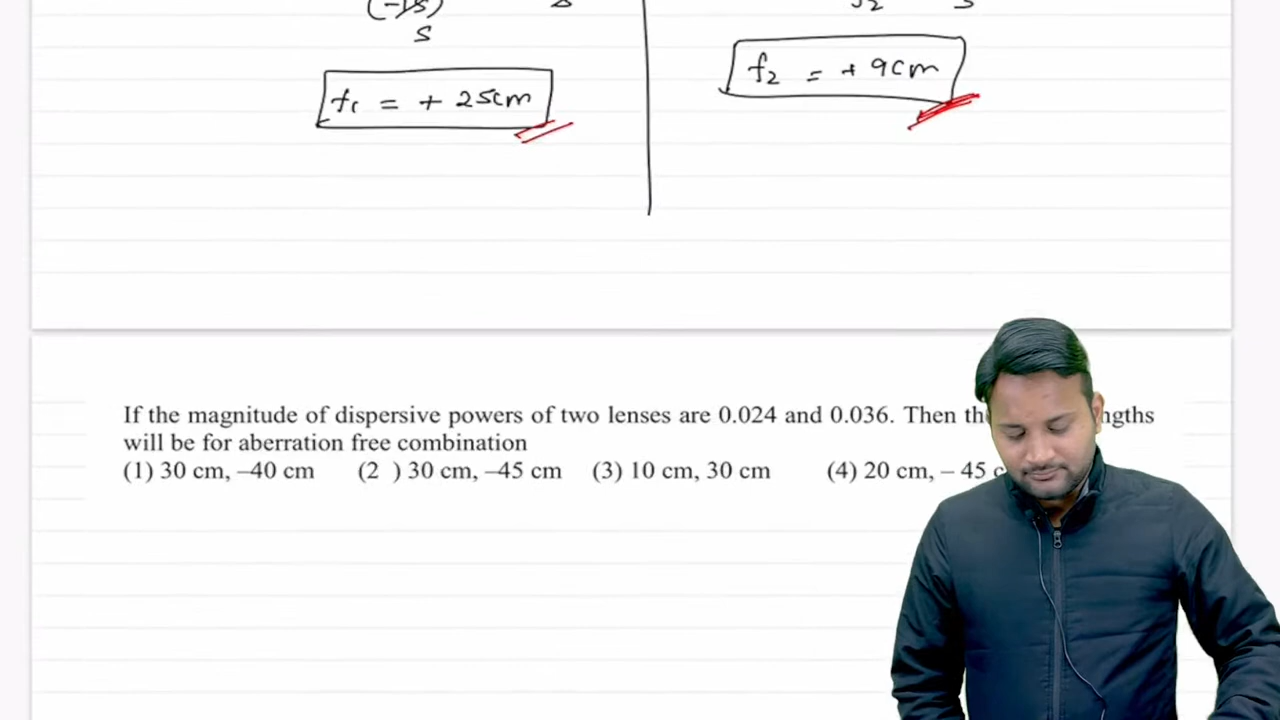 f₁ = + 25cm
f₂ = + 9cm
If the magnitude of dispersive powers of two lenses are 0.024 and 0.036. Then
will be for aberration free combination
(1) 30 cm, –40 cm (2 ) 30 cm, –45 cm (3) 10 cm, 30 cm (4) 20 cm, – 45